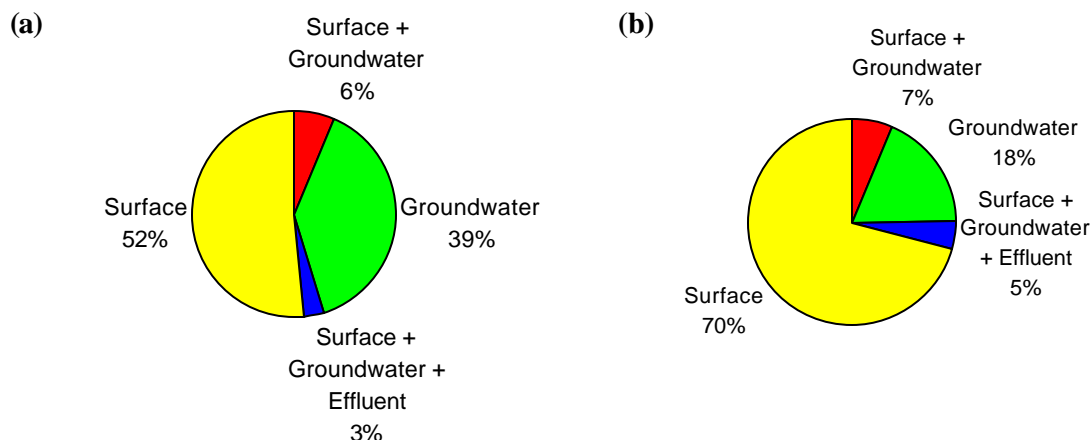 (a)
Surface +
Groundwater
6%
Groundwater
39%
Surface +
Groundwater +
Effluent
3%
Surface
52%
(b)
Surface +
Groundwater
7%
Groundwater
18%
Surface +
Groundwater
+ Effluent
5%
Surface
70%